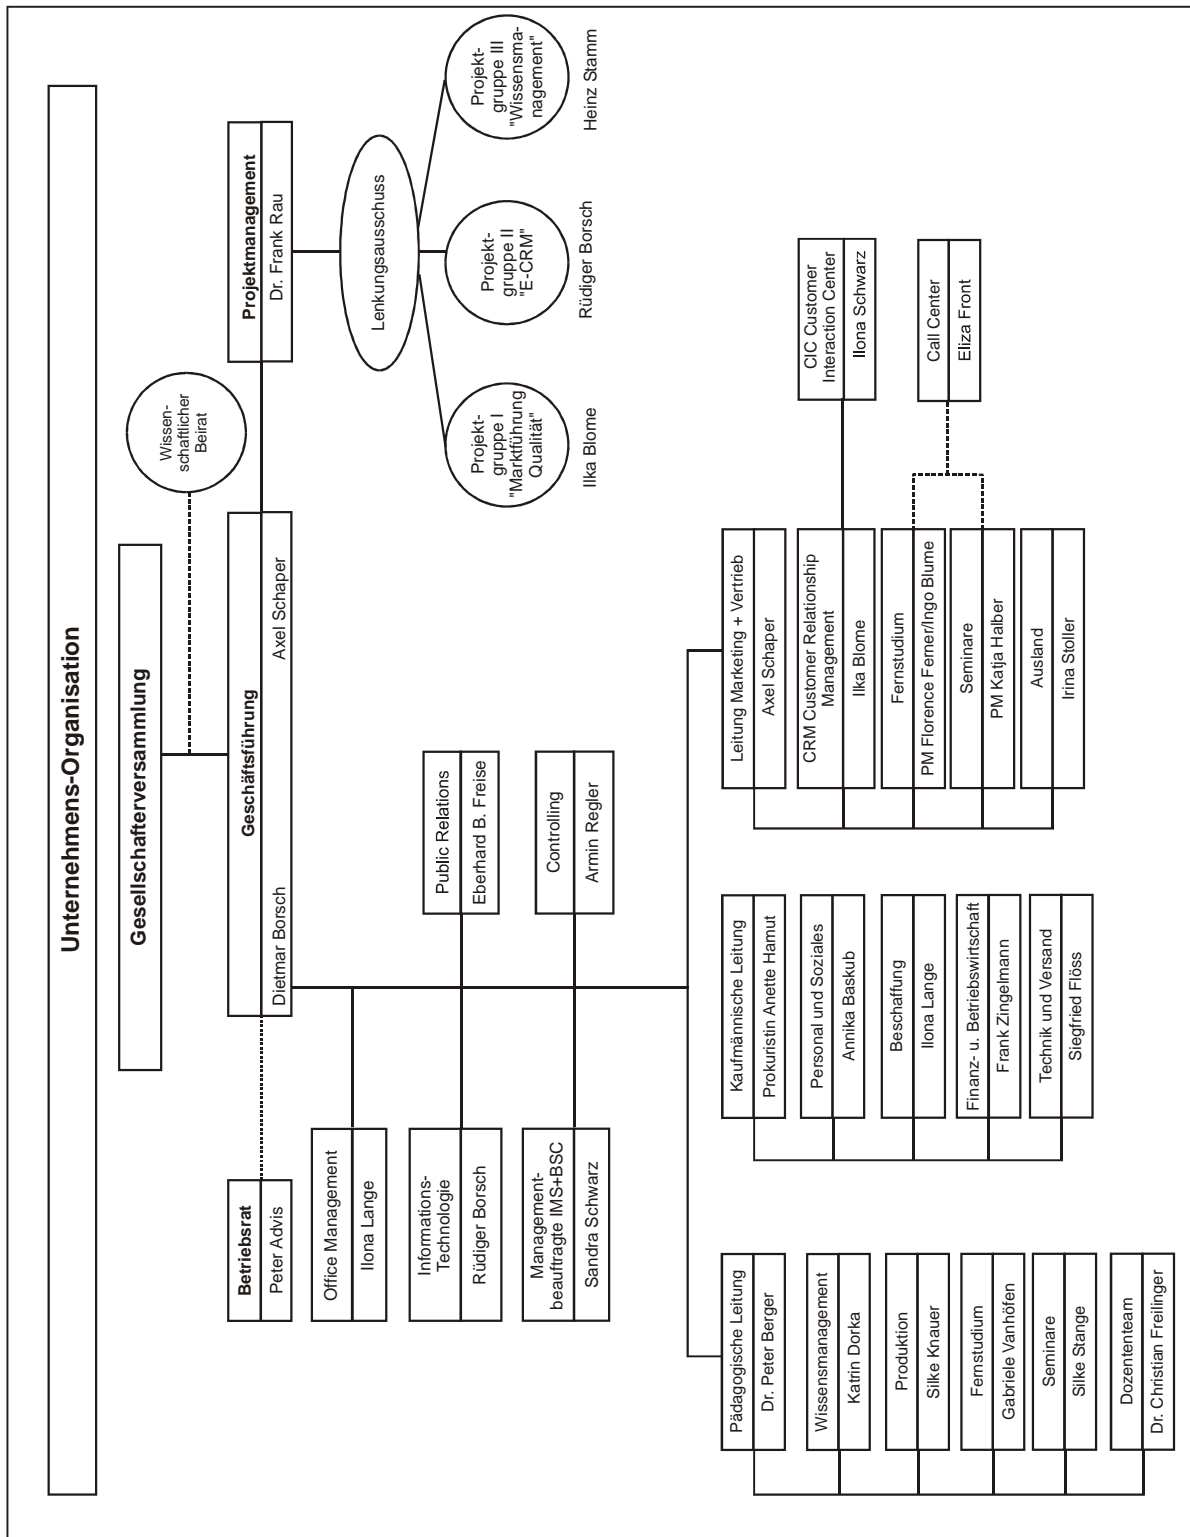 Unternehmens-Organisation
Gesellschafterversammlung
Wissen-
schaftlicher
Beirat
Betriebsrat
Peter Advis
Geschäftsführung
Dietmar Borsch
Axel Schaper
Projektmanagement
Dr. Frank Rau
Lenkungsausschuss
Projekt-
gruppe I
"Marktführung
Qualität"
Ilka Blome
Projekt-
gruppe II
"E-CRM"
Rüdiger Borsch
Projekt-
gruppe III
"Wissensma-
nagement"
Heinz Stamm
Office Management
Ilona Lange
Informations-
Technologie
Rüdiger Borsch
Public Relations
Eberhard B. Freise
Management-
beauftragte IMS+BSC
Sandra Schwarz
Controlling
Armin Regler
Pädagogische Leitung
Dr. Peter Berger
Wissensmanagement
Katrin Dorka
Produktion
Silke Knauer
Fernstudium
Gabriele Vanhöfen
Seminare
Silke Stange
Dozententeam
Dr. Christian Freilinger
Kaufmännische Leitung
Prokuristin Anette Hamut
Personal und Soziales
Annika Baskub
Beschaffung
Ilona Lange
Finanz- u. Betriebswirtschaft
Frank Zingelmann
Technik und Versand
Siegfried Flöss
Leitung Marketing + Vertrieb
Axel Schaper
CRM Customer Relationship
Management
Ilka Blome
Fernstudium
PM Florence Ferner/Ingo Blume
Seminare
PM Katja Halber
Ausland
Irina Stoller
CIC Customer
Interaction Center
Ilona Schwarz
Call Center
Eliza Front